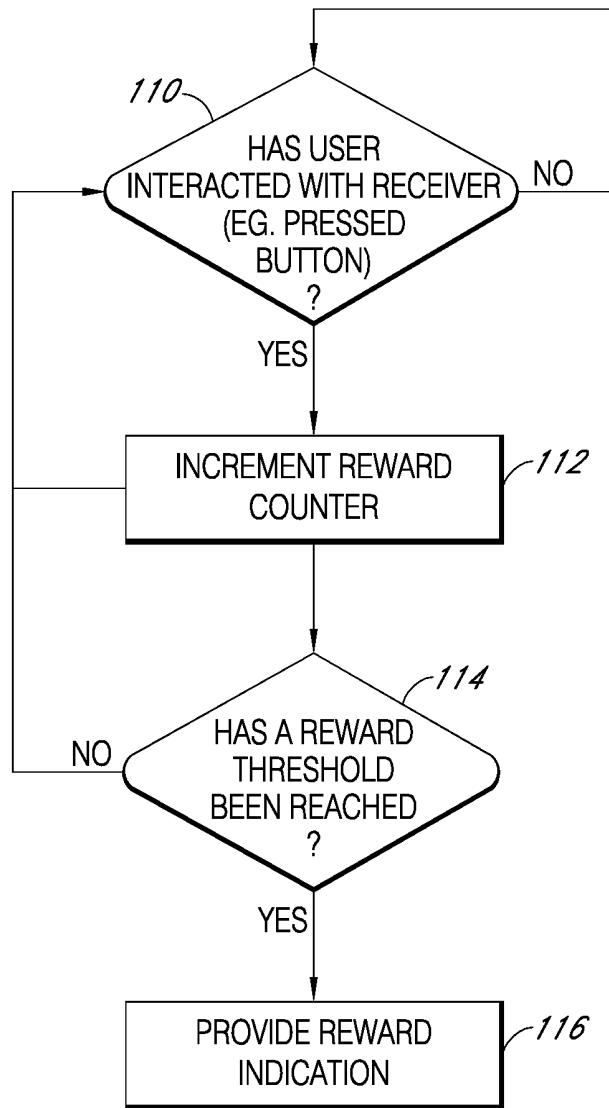 110
HAS USER
INTERACTED WITH RECEIVER
(EG. PRESSED
BUTTON)
?
NO
YES
INCREMENT REWARD
COUNTER
112
114
HAS A REWARD
THRESHOLD
BEEN REACHED
?
NO
YES
PROVIDE REWARD
INDICATION
116